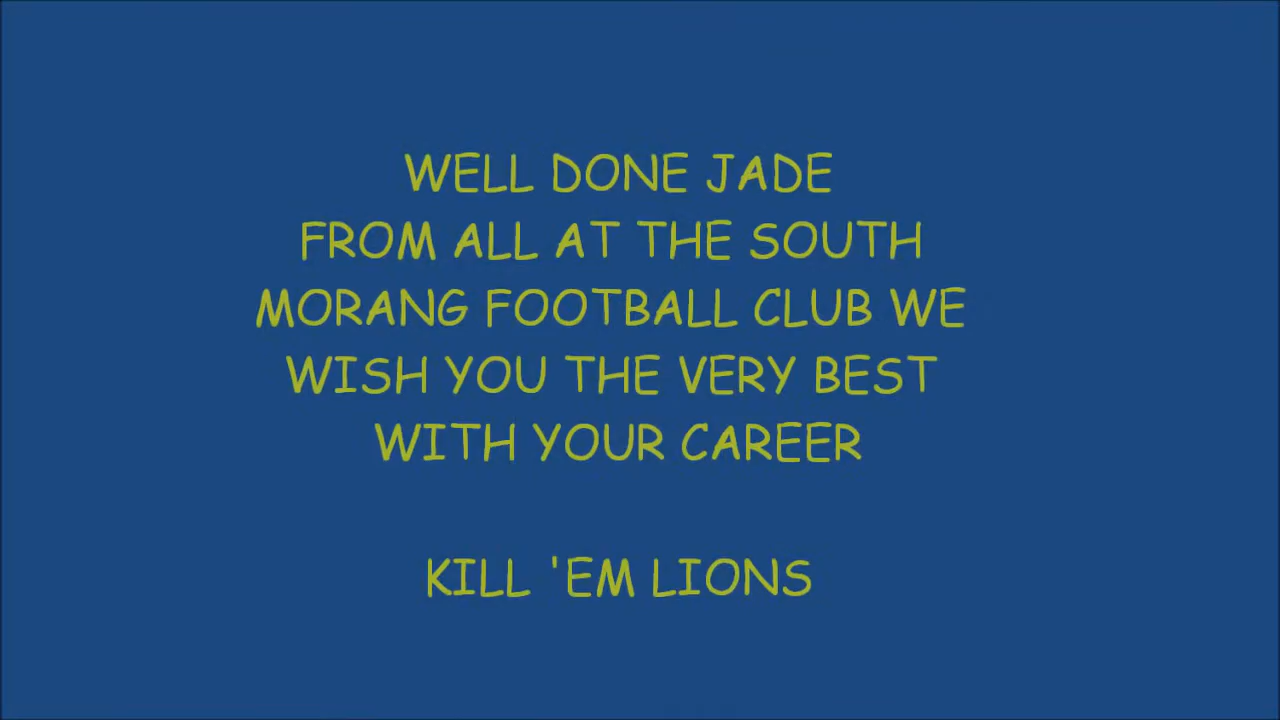 WELL DONE JADE
FROM ALL AT THE SOUTH
MORANG FOOTBALL CLUB WE
WISH YOU THE VERY BEST
WITH YOUR CAREER
KILL 'EM LIONS